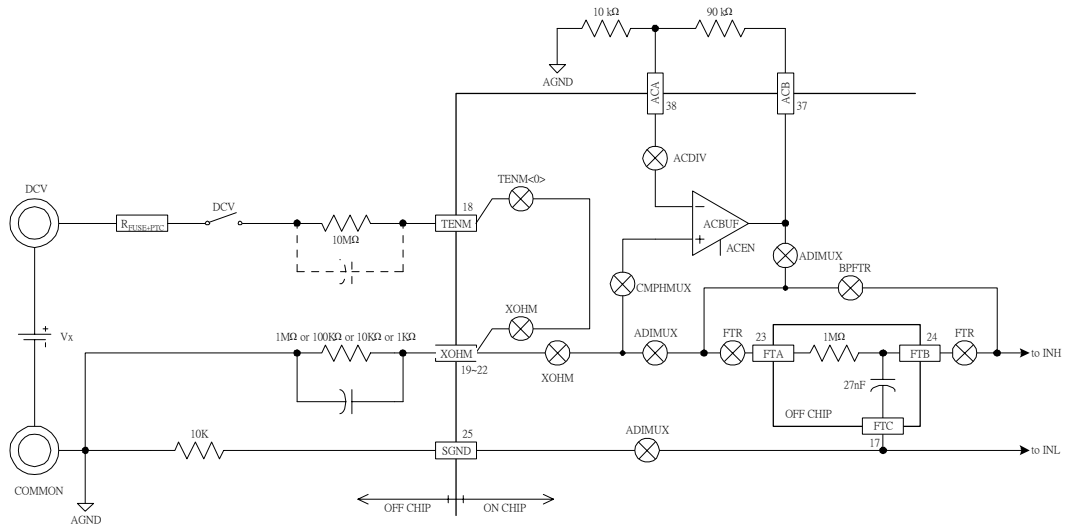 10 kΩ
90 kΩ
AGND
ACA
38
ACB
37
ACDIV
DCV
TENM<0>
R_FUSE+PTC
DCV
18
TENM
10MΩ
ACBUF
ACEN
ADIMUX
CMPHMUX
BPFTR
Vx
XOHM
1MΩ or 100KΩ or 10KΩ or 1KΩ
XOHM
19~22
XOHM
ADIMUX
FTR
23
FTA
1MΩ
24
FTB
FTR
to INH
27nF
OFF CHIP
FTC
17
10K
25
SGND
ADIMUX
to INL
COMMON
AGND
OFF CHIP
ON CHIP